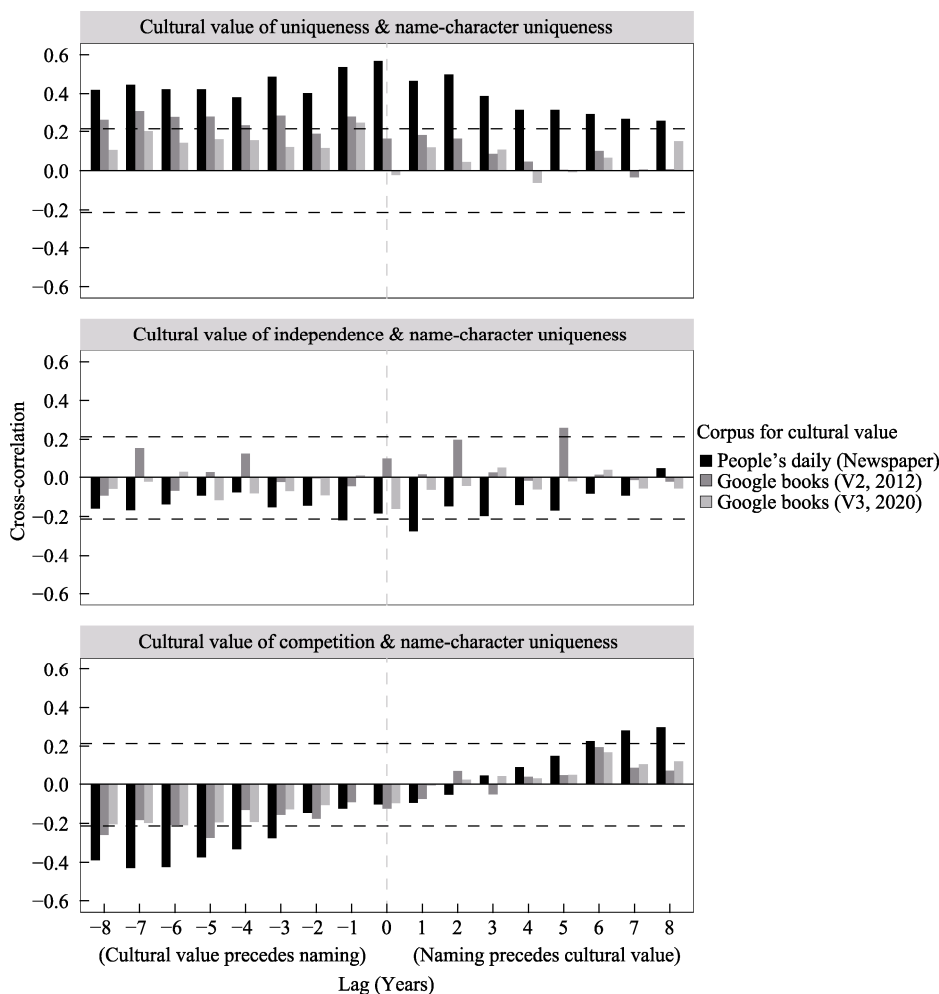 Cultural value of uniqueness & name-character uniqueness
0.6
0.4
0.2
0.0
−0.2
−0.4
−0.6
Cultural value of independence & name-character uniqueness
0.6
0.4
0.2
0.0
−0.2
−0.4
−0.6
Cross-correlation
Corpus for cultural value
People's daily (Newspaper)
Google books (V2, 2012)
Google books (V3, 2020)
Cultural value of competition & name-character uniqueness
0.6
0.4
0.2
0.0
−0.2
−0.4
−0.6
−8 −7 −6 −5 −4 −3 −2 −1 0 1 2 3 4 5 6 7 8
(Cultural value precedes naming) (Naming precedes cultural value)
Lag (Years)